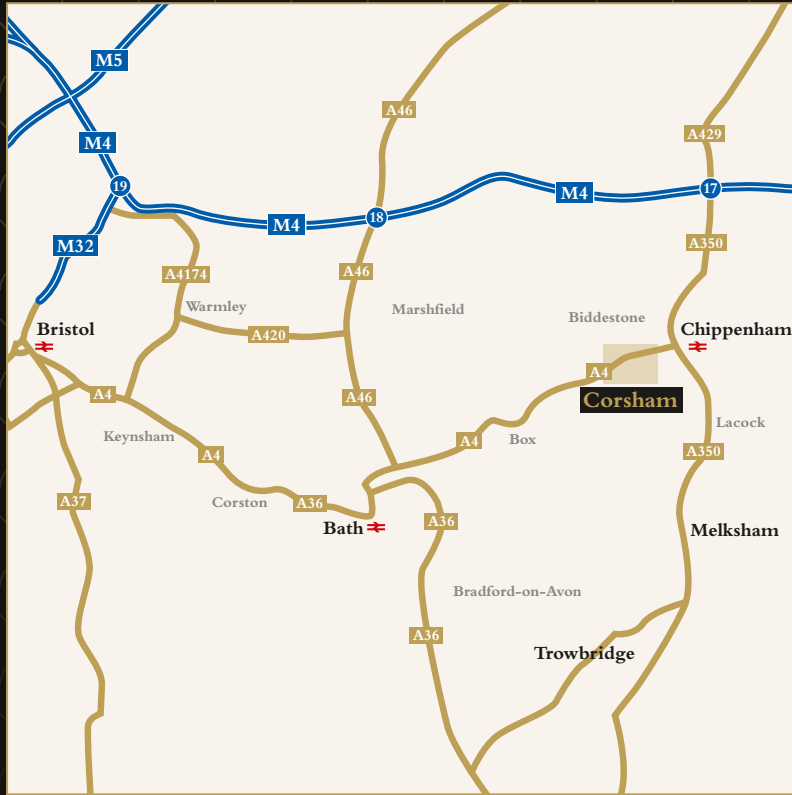 M5
A46
A429
M4
19
17
M4
18
M4
M32
A350
A4174
A46
Warmley
Marshfield
Biddestone
Bristol
A420
Chippenham
A4
Corsham
A4
A46
Keynsham
A4
Box
Lacock
A4
A350
Corston
A36
A37
Bath
A36
Melksham
Bradford-on-Avon
A36
Trowbridge